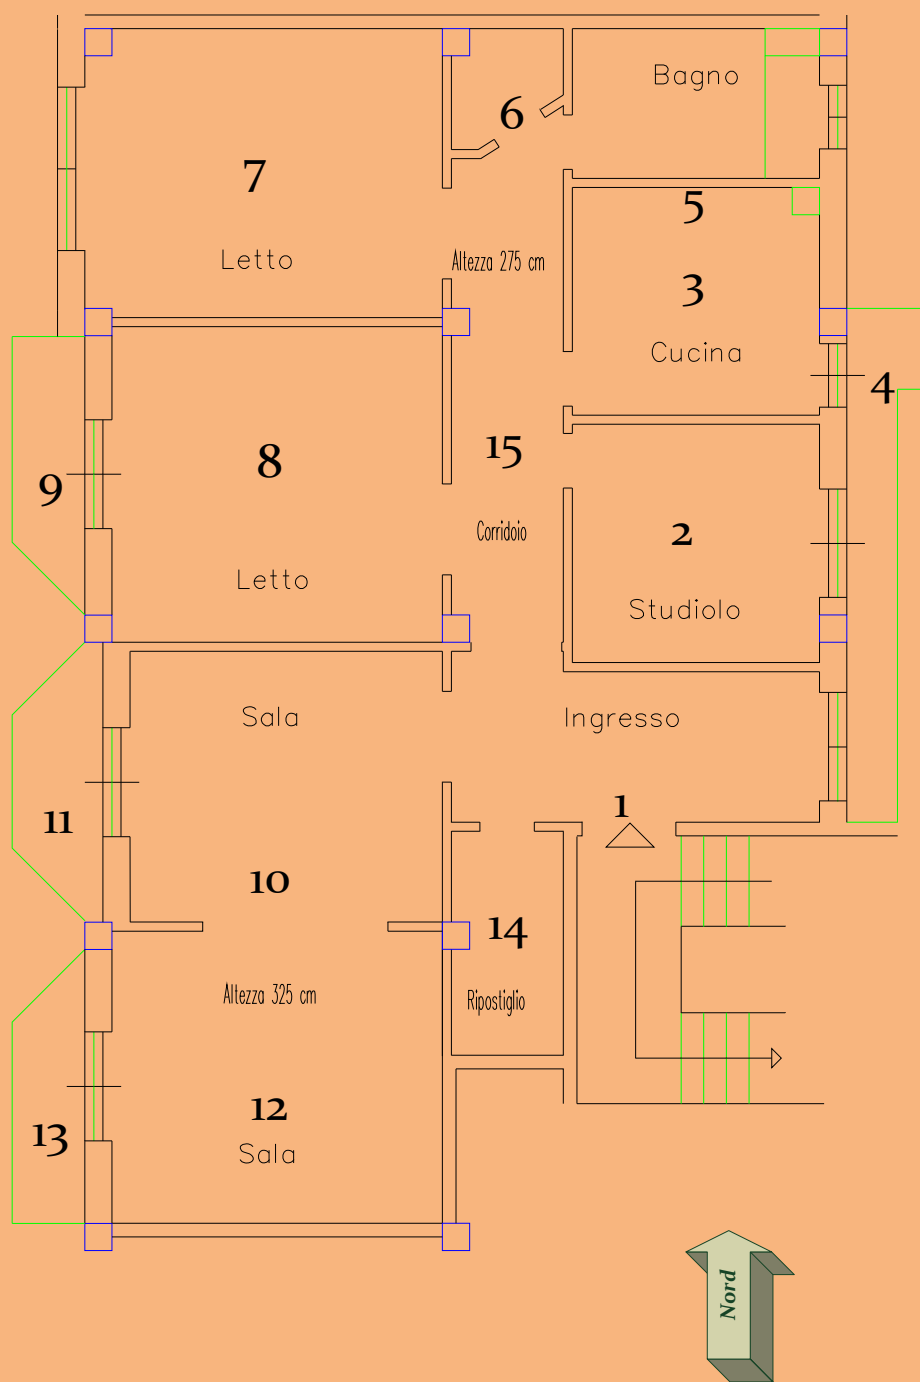 Bagno
6
7
5
Letto
Altezza 275 cm
3
Cucina
4
15
8
9
Corridoio
2
Letto
Studiolo
Sala
Ingresso
1
11
10
14
Altezza 325 cm
Ripostiglio
12
13
Sala
Nord